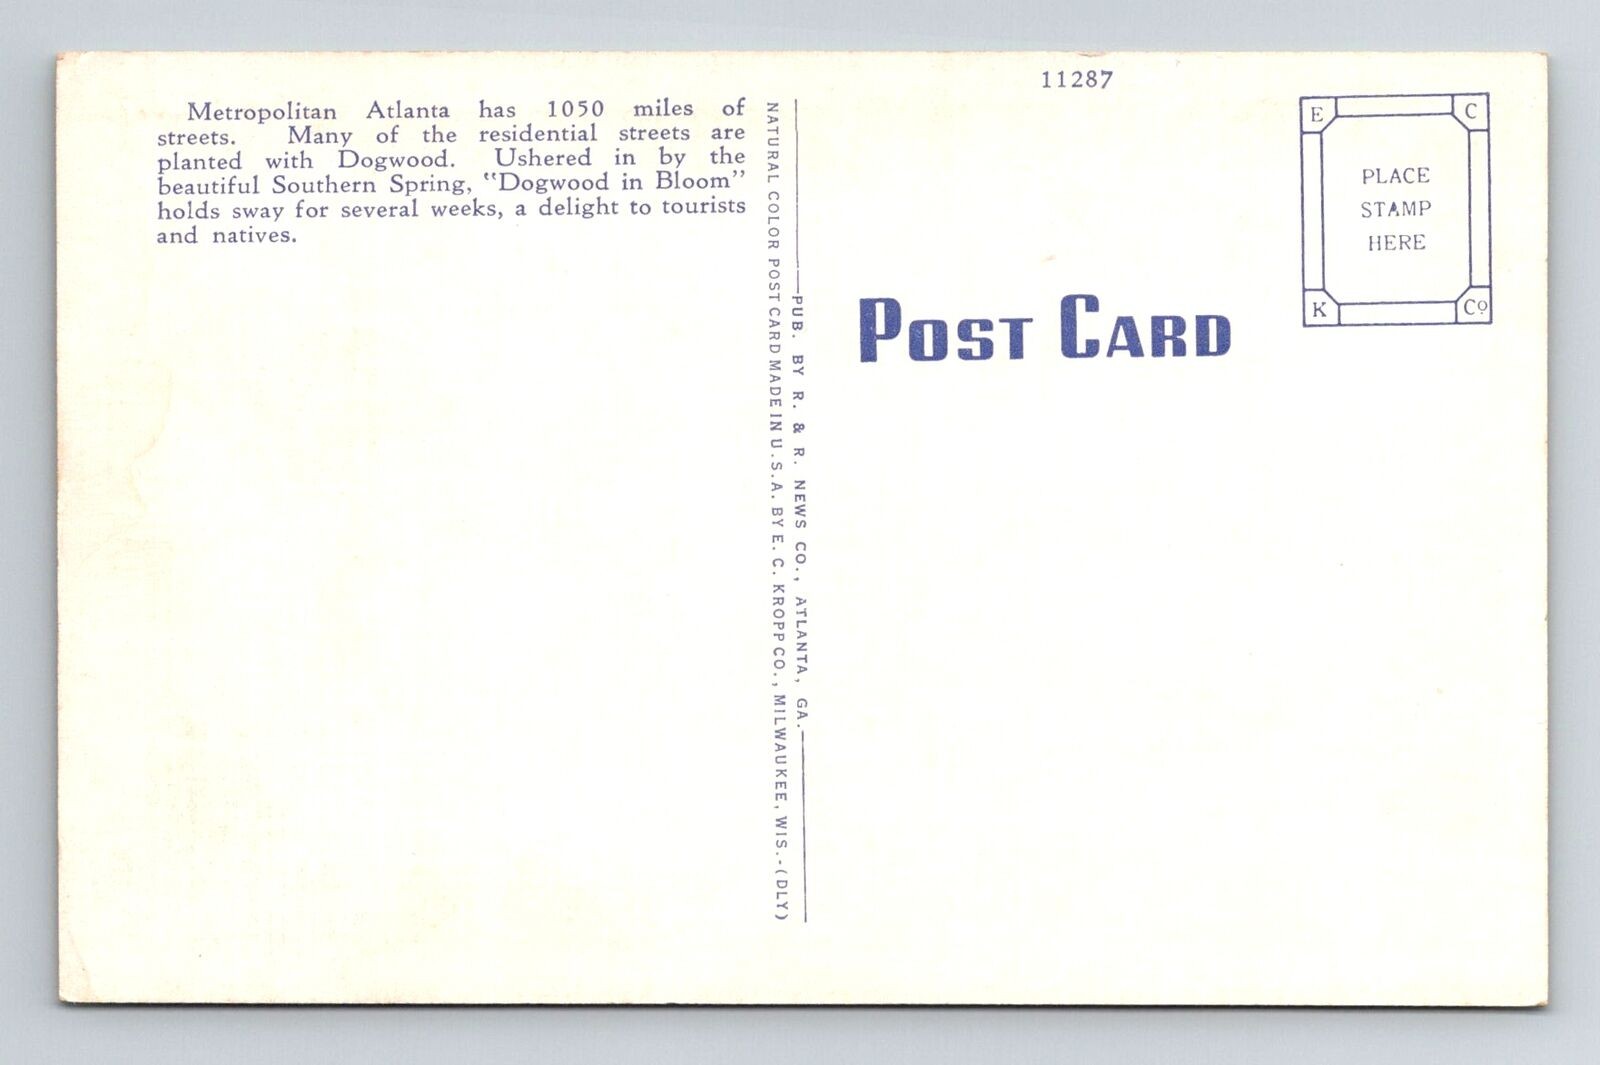 Metropolitan Atlanta has 1050 miles of
streets. Many of the residential streets are
planted with Dogwood. Ushered in by the
beautiful Southern Spring, "Dogwood in Bloom"
holds sway for several weeks, a delight to tourists
and natives.
NATURAL COLOR POST CARD MADE IN U.S.A. BY E. C. KROPP CO., MILWAUKEE, WIS.-(DLY)
PUB. BY R. & R. NEWS CO., ATLANTA, GA.
11287
POST CARD
E C
PLACE
STAMP
HERE
K Co